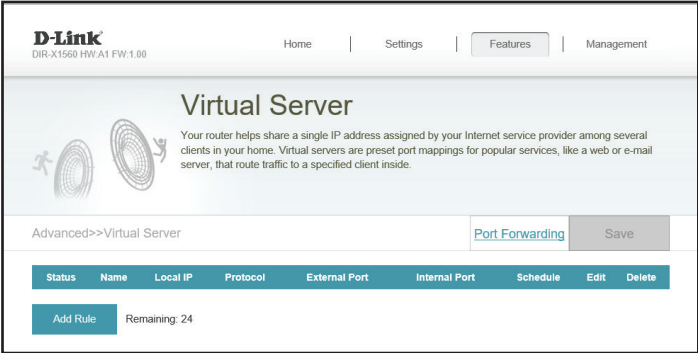 D-Link
DIR-X1560 HW:A1 FW:1.00
Home | Settings | Features | Management
Virtual Server
Your router helps share a single IP address assigned by your Internet service provider among several
clients in your home. Virtual servers are preset port mappings for popular services, like a web or e-mail
server, that route traffic to a specified client inside.
Advanced>>Virtual Server
Port Forwarding
Save
Status Name Local IP Protocol External Port Internal Port Schedule Edit Delete
Add Rule Remaining: 24